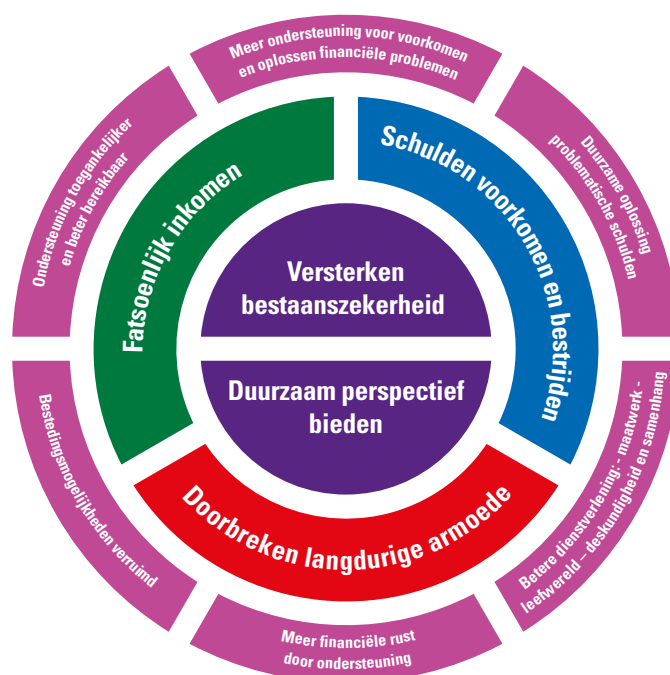 Meer ondersteuning voor voorkomen
en oplossen financiële problemen
Duurzame oplossing
problematische schulden
Betere dienstverlening: - maatwerk -
leefwereld – deskundigheid en samenhang
Meer financiële rust
door ondersteuning
Bestedingsmogelijkheden verruimd
Ondersteuning toegankelijker
en beter bereikbaar
Fatsoenlijk inkomen
Schulden voorkomen en bestrijden
Doorbreken langdurige armoede
Versterken
bestaanszekerheid
Duurzaam perspectief
bieden